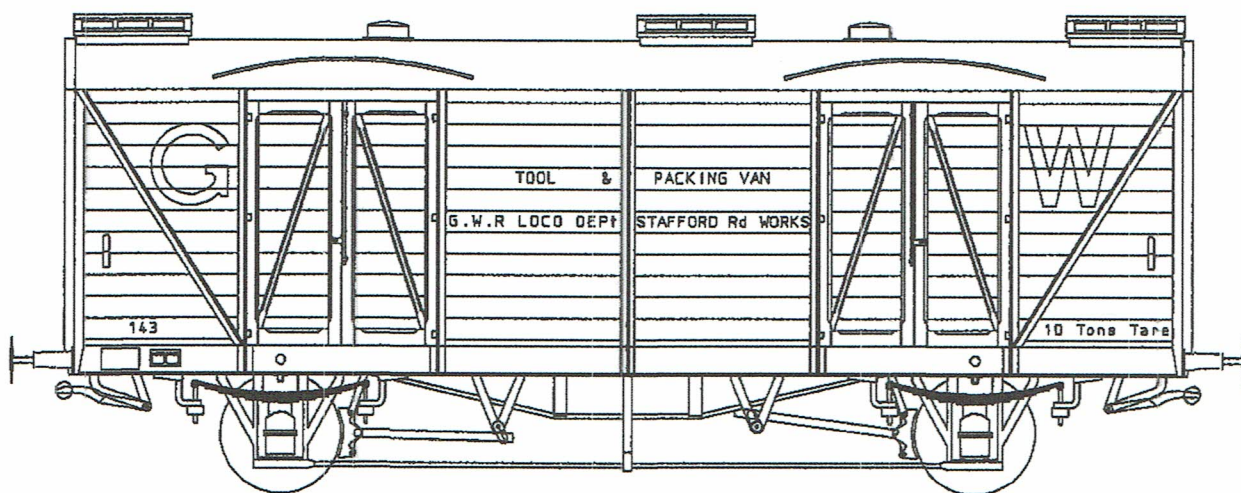 G W
TOOL & PACKING VAN
G.W.R LOCO DEPt STAFFORD Rd WORKS
143
10 Tons Tare